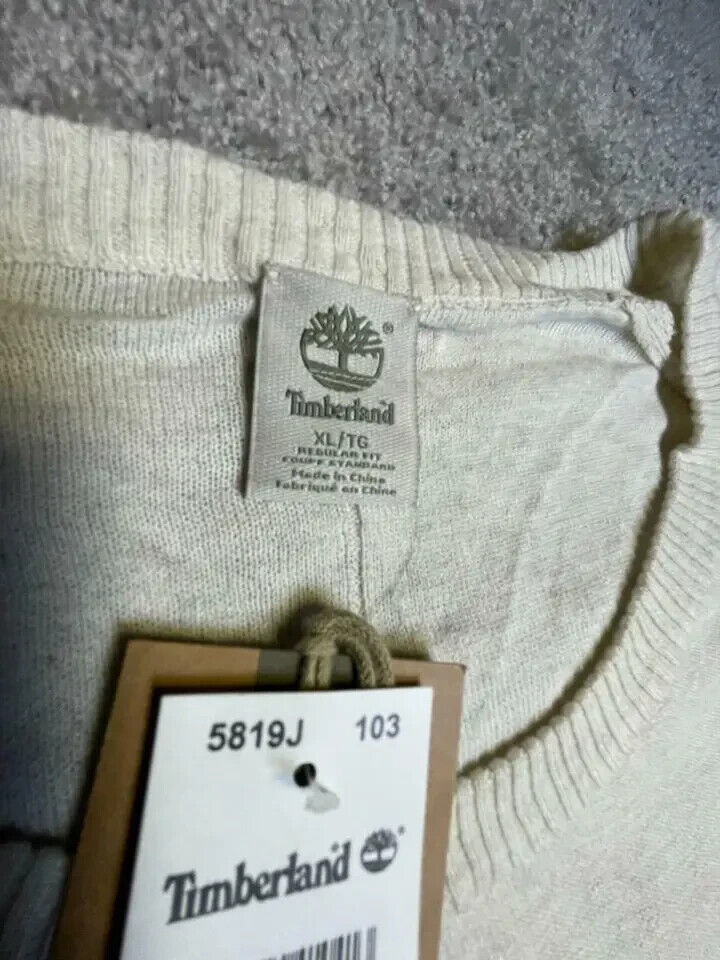 ®
Timberland
XL/TG
REGULAR FIT
COUPE STANDARD
Made in China
Fabriqué en Chine
5819J 103
Timberland ®